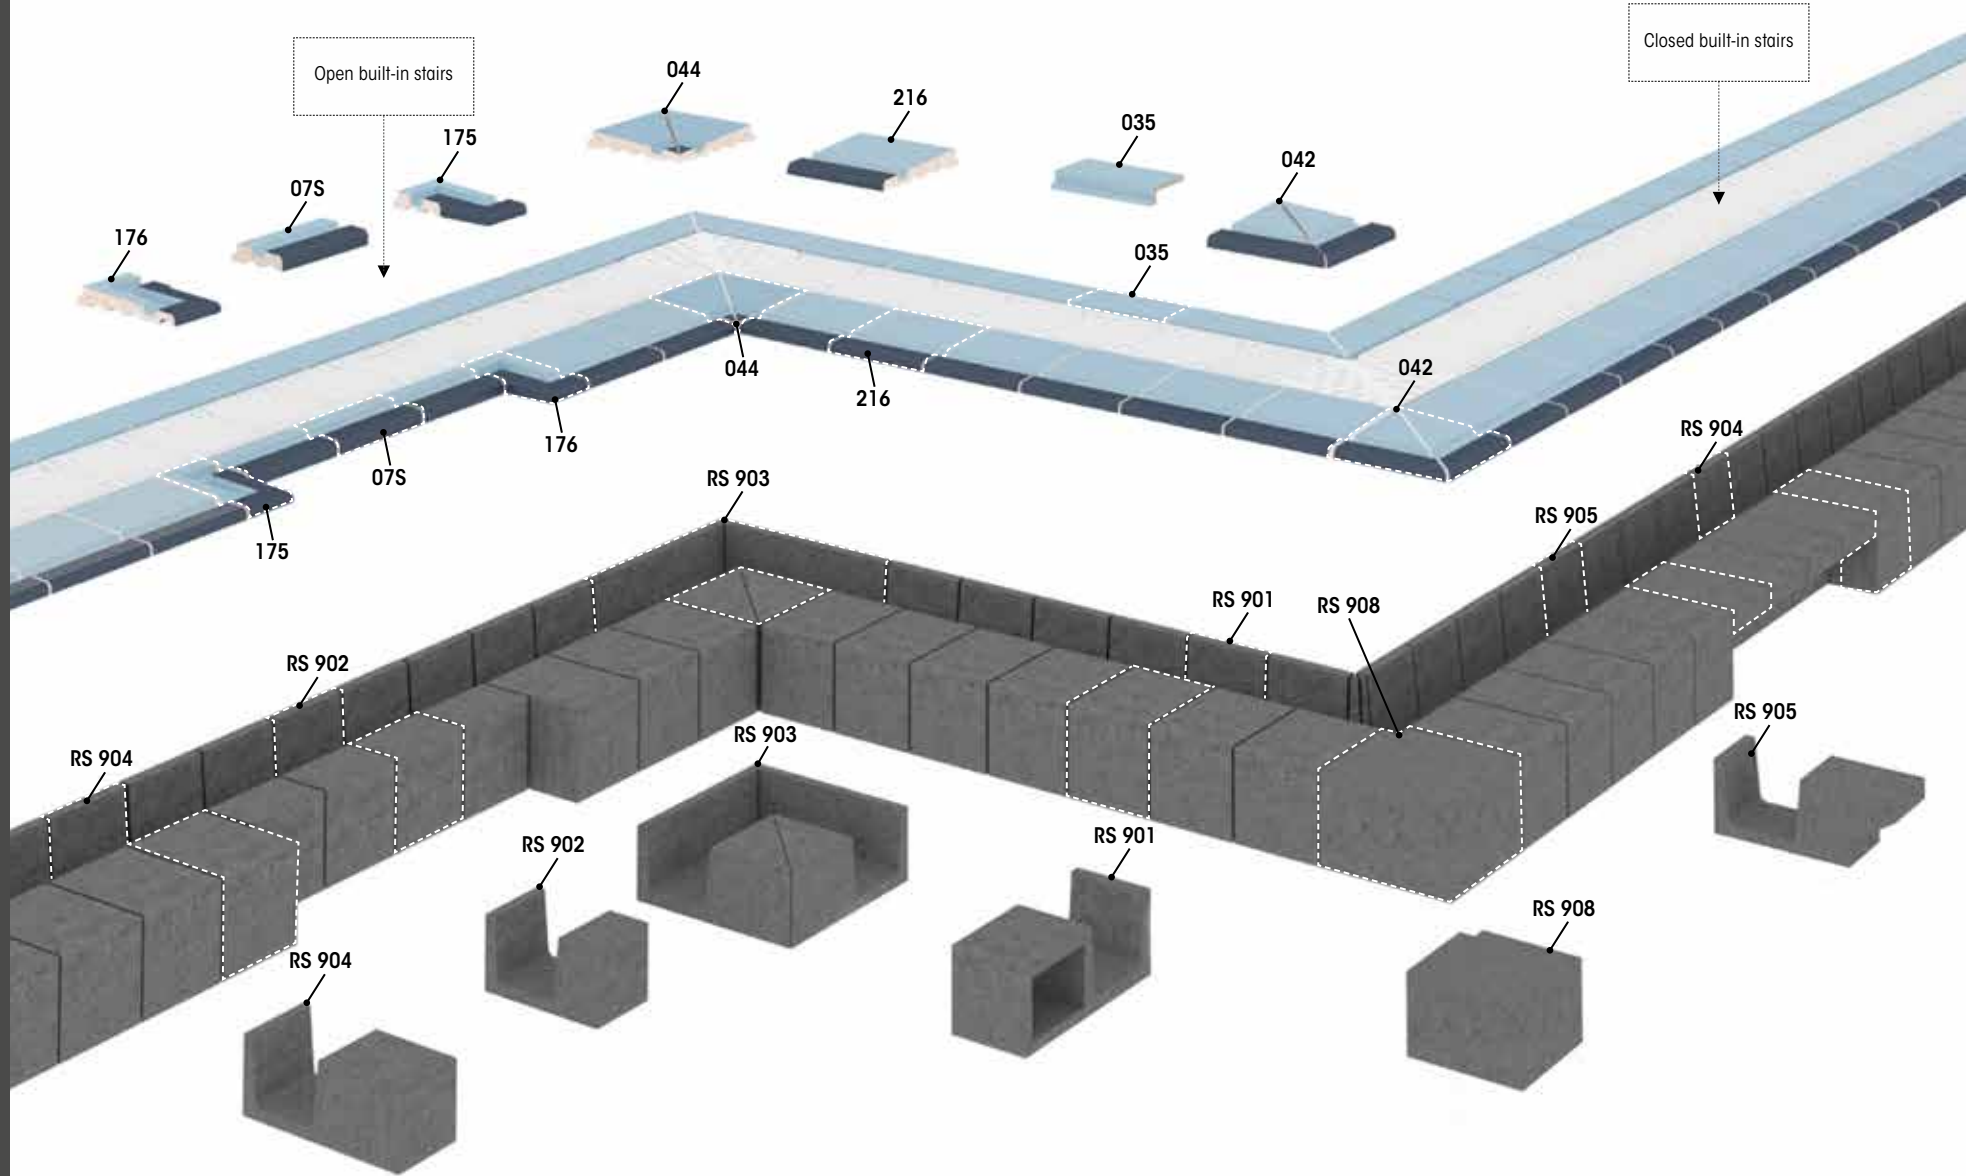 Closed built-in stairs
Open built-in stairs
044
216
035
175
042
07S
176
035
044
042
216
176
07S
175
RS 904
RS 903
RS 905
RS 901
RS 908
RS 902
RS 905
RS 903
RS 904
RS 901
RS 902
RS 908
RS 904